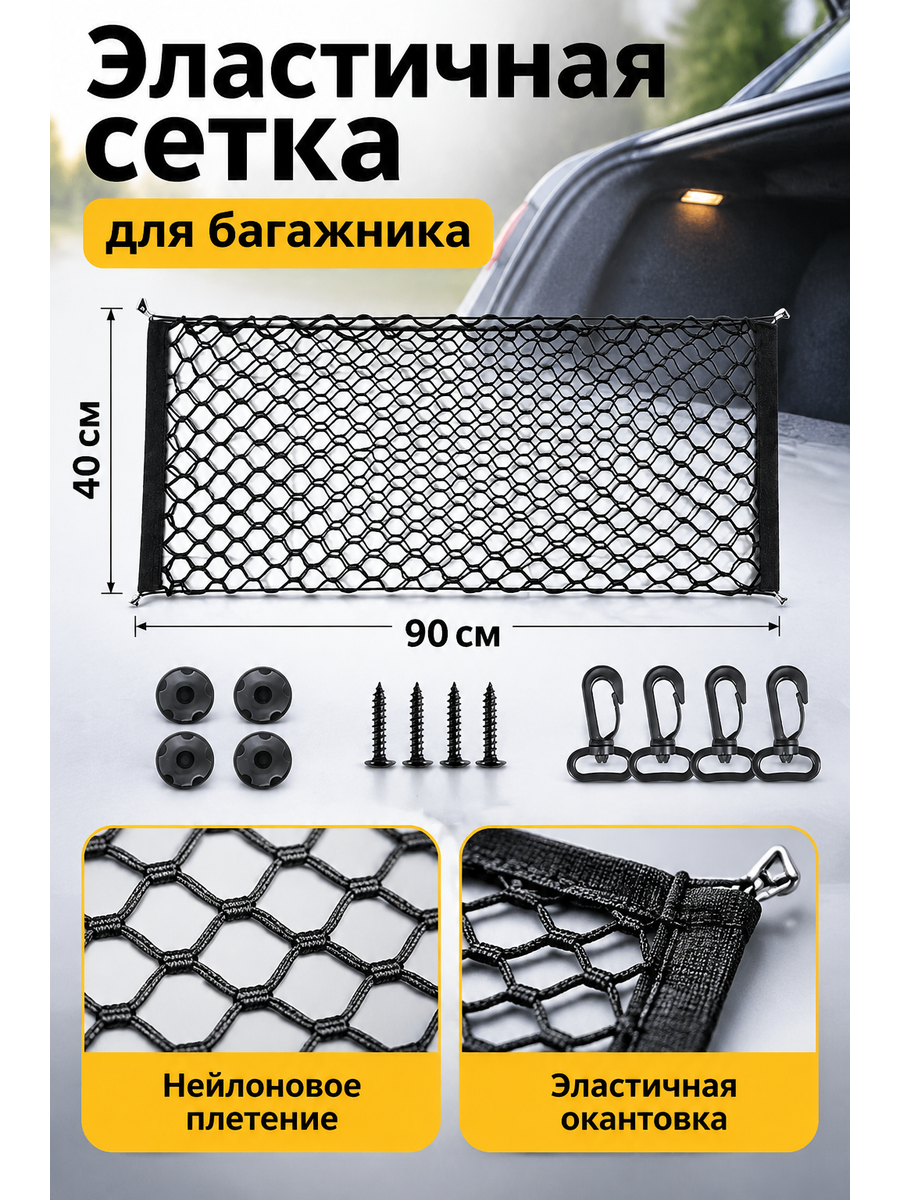 Эластичная
сетка
для багажника
40 см
90 см
Нейлоновое
плетение
Эластичная
окантовка